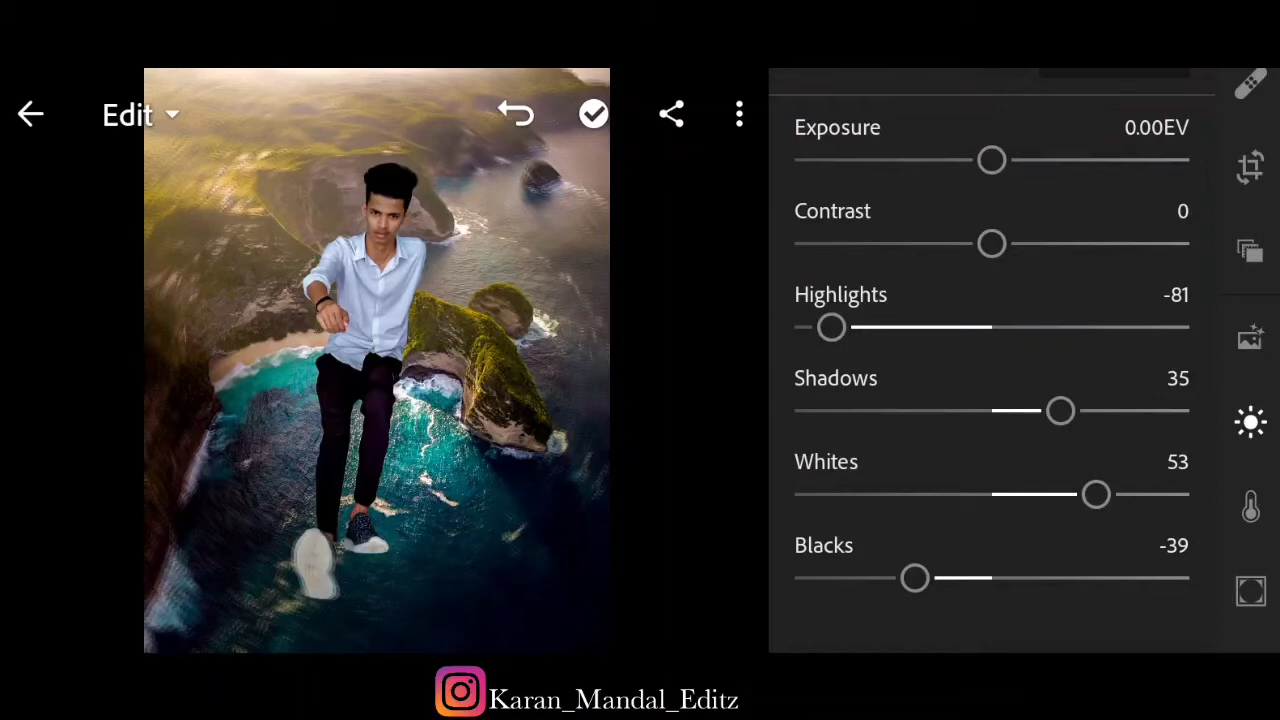 Edit
Exposure 0.00EV
Contrast 0
Highlights -81
Shadows 35
Whites 53
Blacks -39
Karan_Mandal_Editz